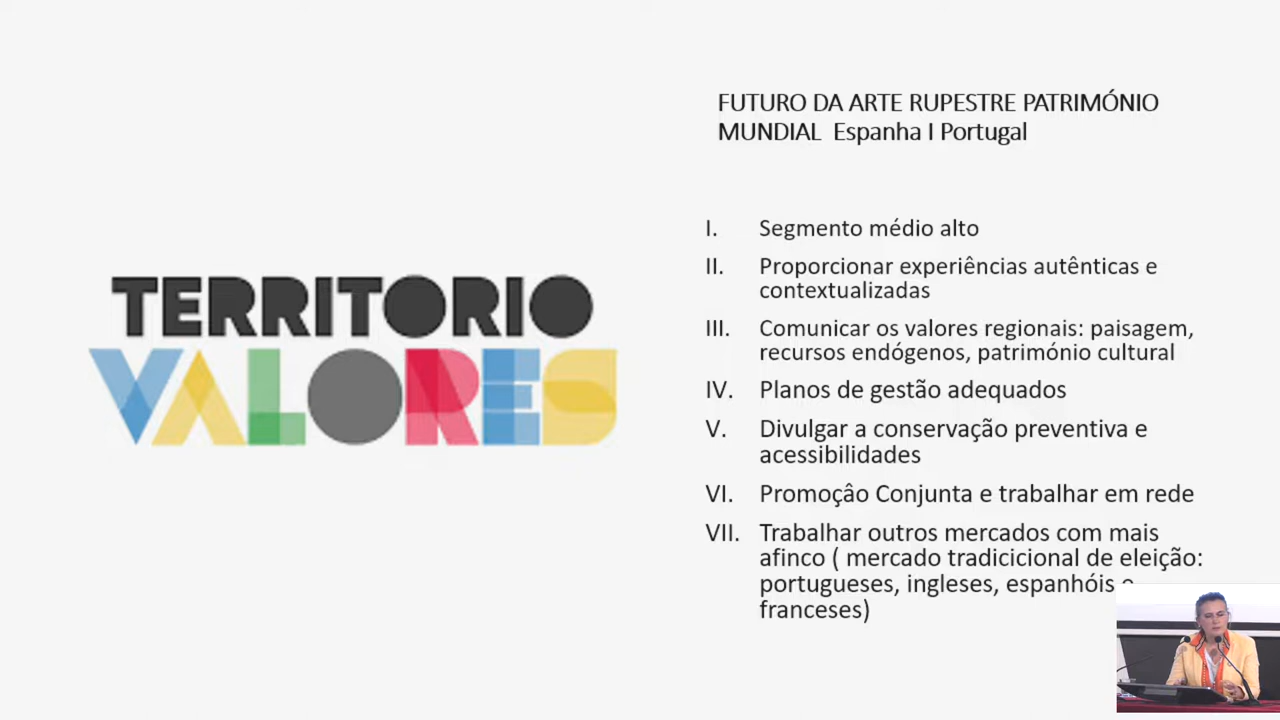 TERRITORIO
VALORES
FUTURO DA ARTE RUPESTRE PATRIMÓNIO
MUNDIAL Espanha I Portugal
I. Segmento médio alto
II. Proporcionar experiências autênticas e
contextualizadas
III. Comunicar os valores regionais: paisagem,
recursos endógenos, património cultural
IV. Planos de gestão adequados
V. Divulgar a conservação preventiva e
acessibilidades
VI. Promoçâo Conjunta e trabalhar em rede
VII. Trabalhar outros mercados com mais
afinco ( mercado tradicicional de eleição:
portugueses, ingleses, espanhóis e
franceses)